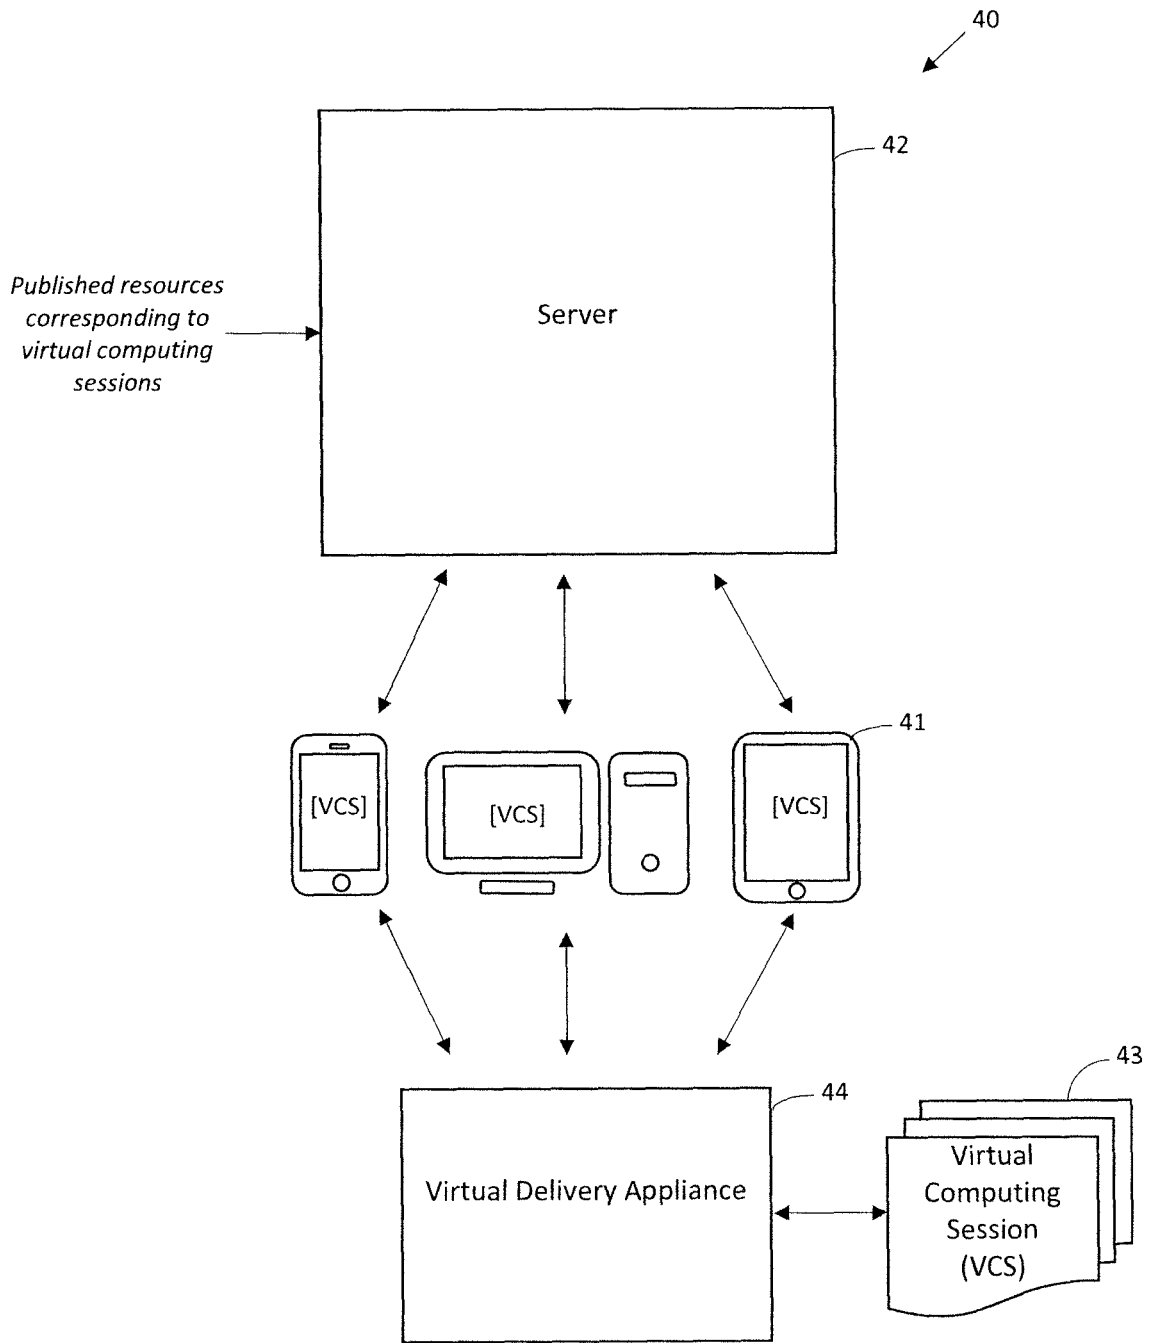 40
42
Published resources
corresponding to
virtual computing
sessions
Server
41
[VCS]
[VCS]
[VCS]
43
44
Virtual Delivery Appliance
Virtual
Computing
Session
(VCS)